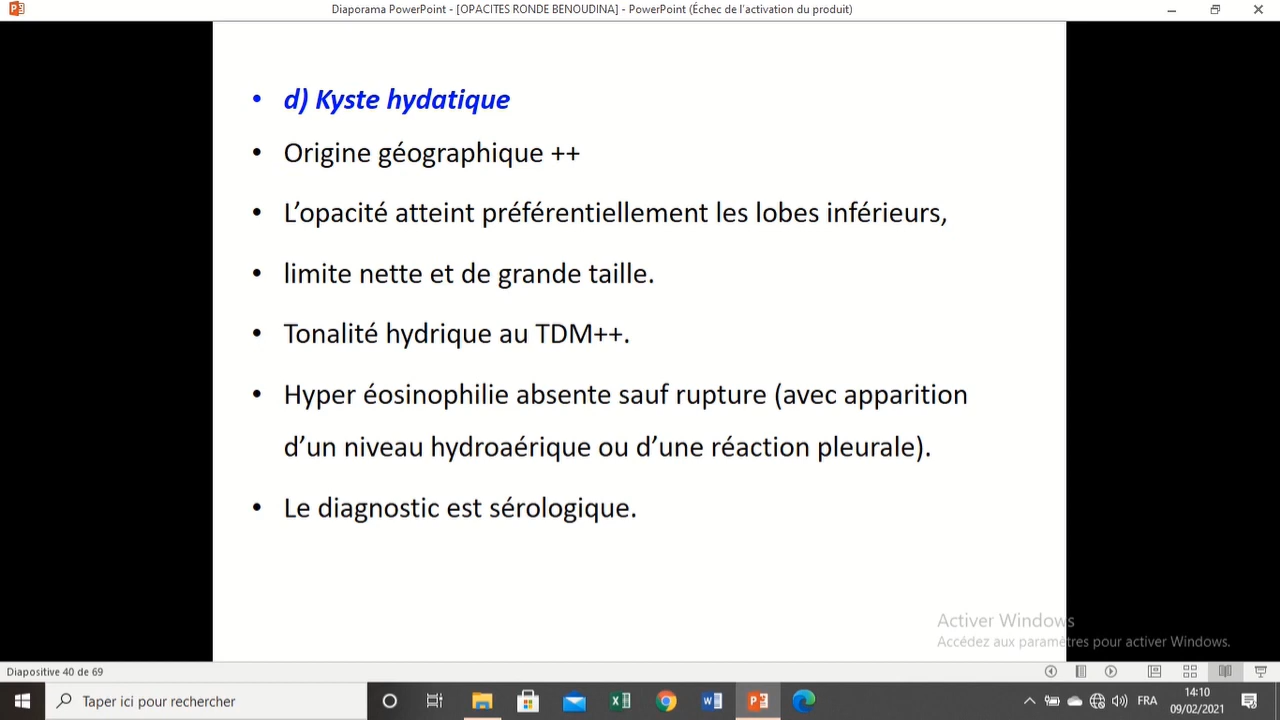 Diaporama PowerPoint - [OPACITES RONDE BENOUDINA] - PowerPoint (Échec de l'activation du produit)
• d) Kyste hydatique
• Origine géographique ++
• L’opacité atteint préférentiellement les lobes inférieurs,
• limite nette et de grande taille.
• Tonalité hydrique au TDM++.
• Hyper éosinophilie absente sauf rupture (avec apparition
d’un niveau hydroaérique ou d’une réaction pleurale).
• Le diagnostic est sérologique.
Activer Windows
Accédez aux paramètres pour activer Windows.
Diapositive 40 de 69
Taper ici pour rechercher
FRA
14:10
09/02/2021